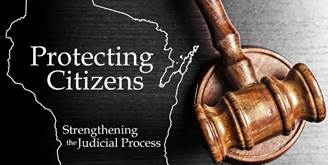 Protecting
Citizens
Strengthening
the Judicial Process